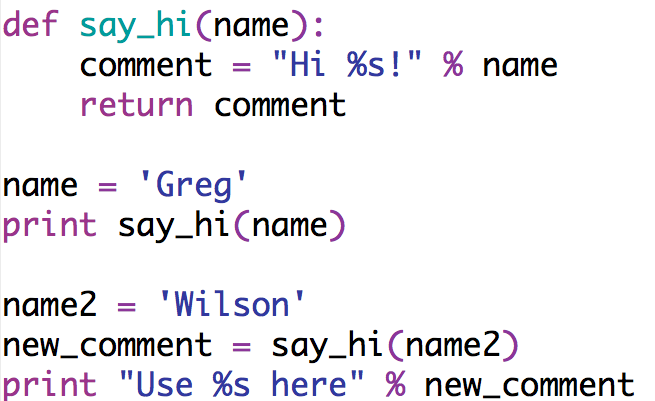 def say_hi(name):
    comment = "Hi %s!" % name
    return comment

name = 'Greg'
print say_hi(name)

name2 = 'Wilson'
new_comment = say_hi(name2)
print "Use %s here" % new_comment